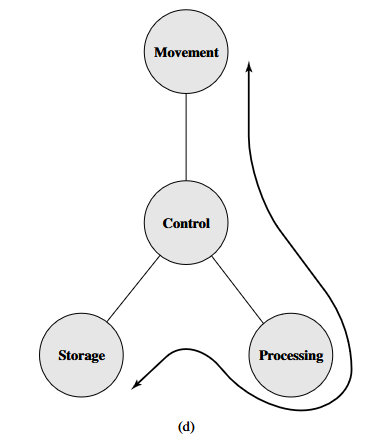 Movement
Control
Storage
Processing
(d)